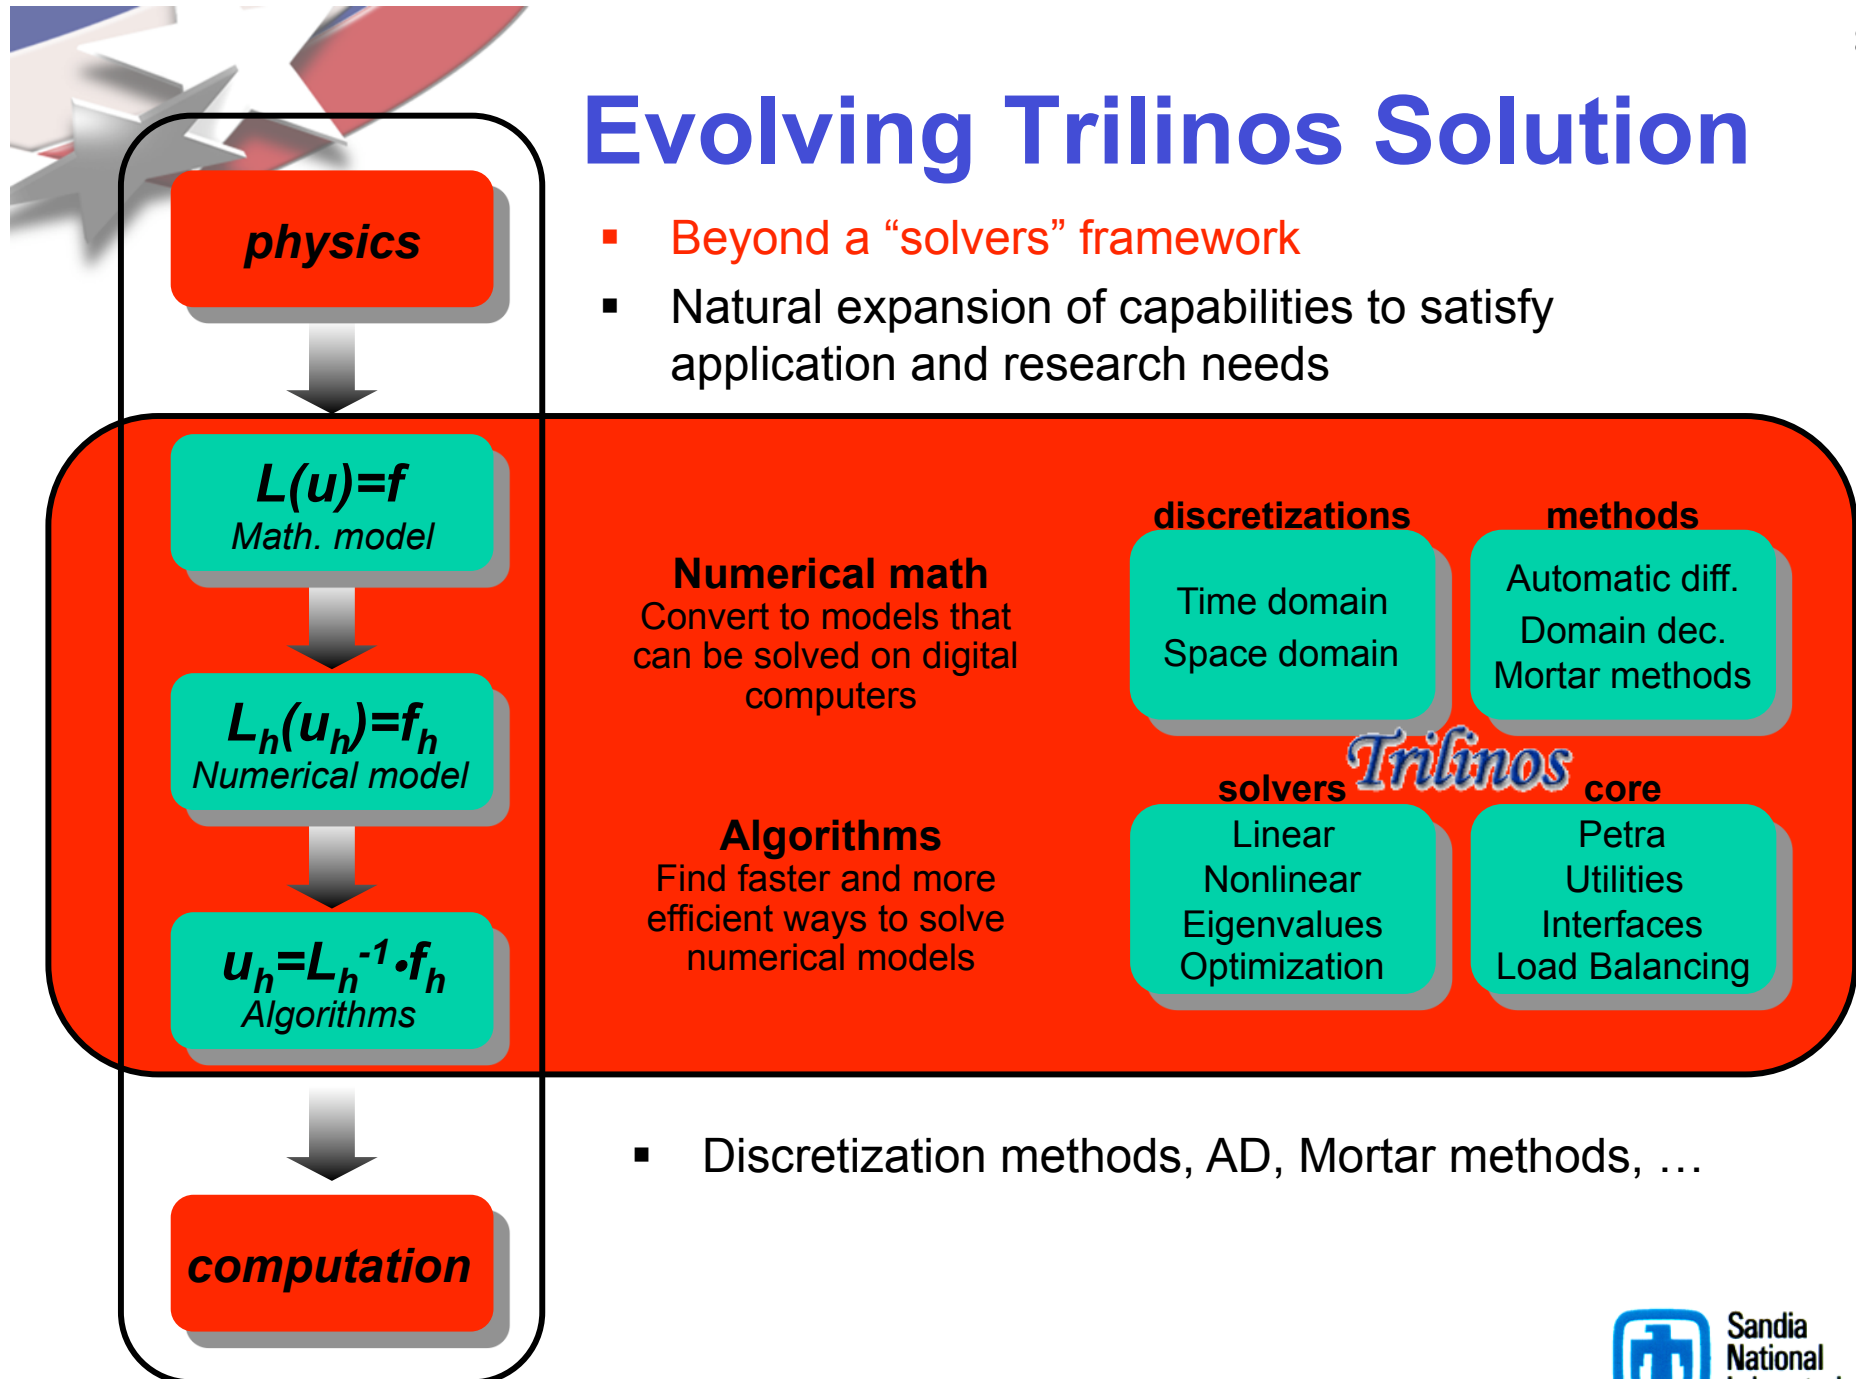 Evolving Trilinos Solution
physics
▪ Beyond a “solvers” framework
▪ Natural expansion of capabilities to satisfy
application and research needs
L(u)=f
Math. model
Lₕ(uₕ)=fₕ
Numerical model
uₕ=Lₕ⁻¹•fₕ
Algorithms
Numerical math
Convert to models that
can be solved on digital
computers
Algorithms
Find faster and more
efficient ways to solve
numerical models
discretizations
Time domain
Space domain
methods
Automatic diff.
Domain dec.
Mortar methods
Trilinos
solvers
Linear
Nonlinear
Eigenvalues
Optimization
core
Petra
Utilities
Interfaces
Load Balancing
▪ Discretization methods, AD, Mortar methods, …
computation
Sandia
National